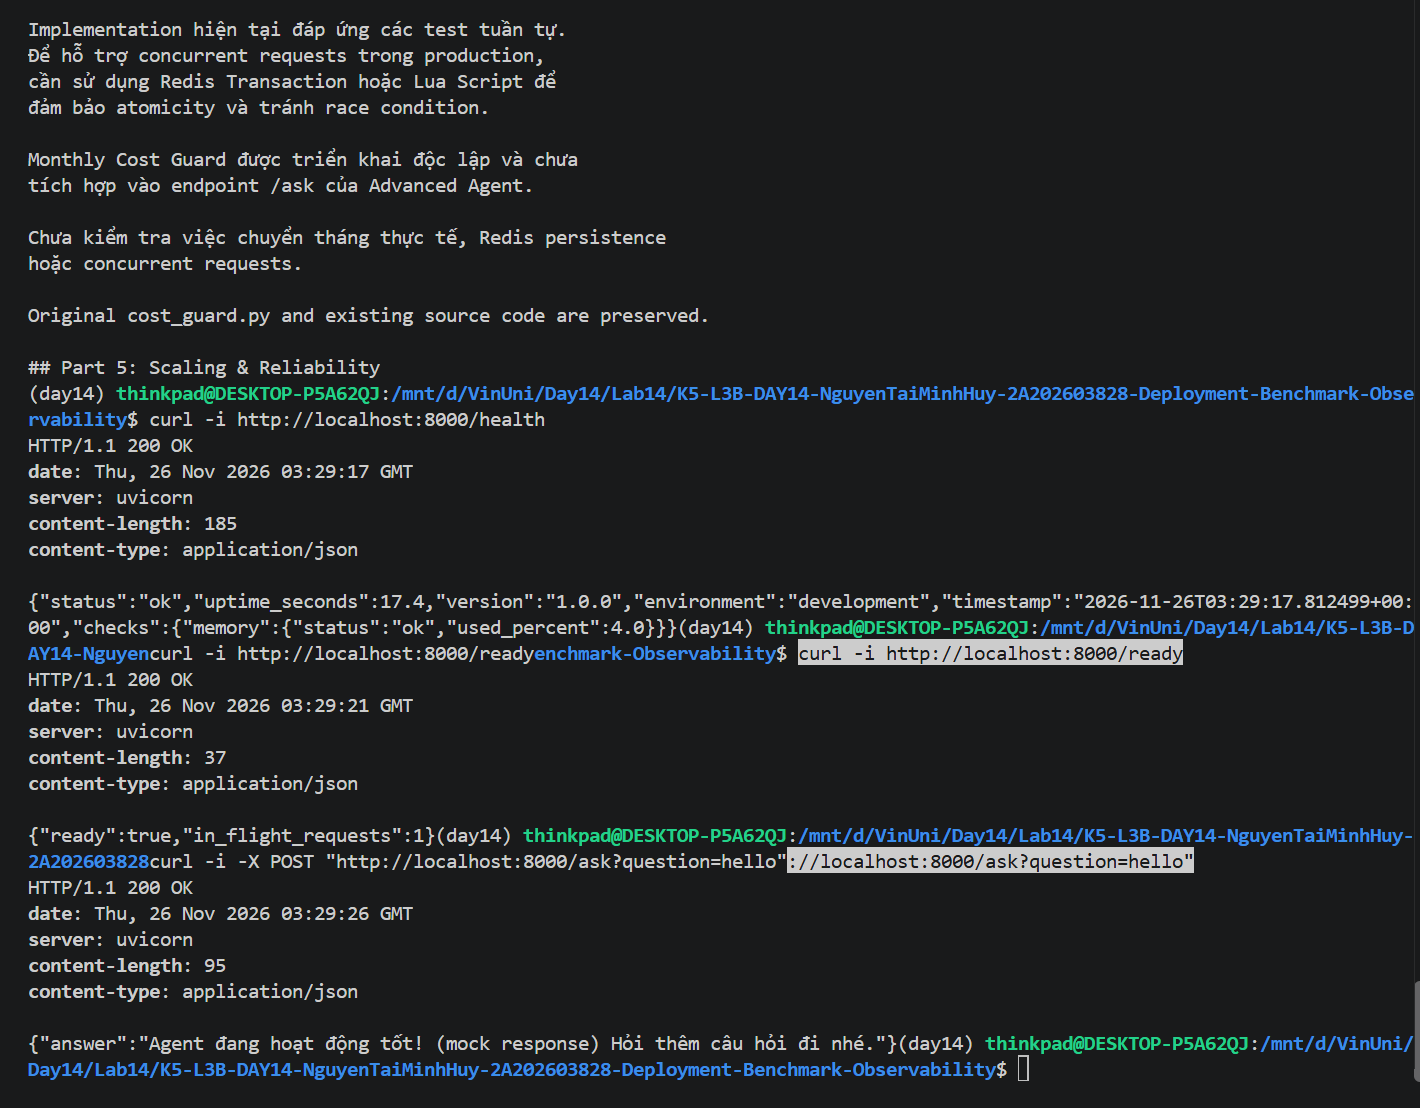 Implementation hiện tại đáp ứng các test tuần tự.
Để hỗ trợ concurrent requests trong production,
cần sử dụng Redis Transaction hoặc Lua Script để
đảm bảo atomicity và tránh race condition.
Monthly Cost Guard được triển khai độc lập và chưa
tích hợp vào endpoint /ask của Advanced Agent.
Chưa kiểm tra việc chuyển tháng thực tế, Redis persistence
hoặc concurrent requests.
Original cost_guard.py and existing source code are preserved.
## Part 5: Scaling & Reliability
(day14) thinkpad@DESKTOP-P5A62QJ:/mnt/d/VinUni/Day14/Lab14/K5-L3B-DAY14-NguyenTaiMinhHuy-2A202603828-Deployment-Benchmark-Obse
rvability$ curl -i http://localhost:8000/health
HTTP/1.1 200 OK
date: Thu, 26 Nov 2026 03:29:17 GMT
server: uvicorn
content-length: 185
content-type: application/json
{"status":"ok","uptime_seconds":17.4,"version":"1.0.0","environment":"development","timestamp":"2026-11-26T03:29:17.812499+00:
00","checks":{"memory":{"status":"ok","used_percent":4.0}}}(day14) thinkpad@DESKTOP-P5A62QJ:/mnt/d/VinUni/Day14/Lab14/K5-L3B-D
AY14-Nguyencurl -i http://localhost:8000/readyenchmark-Observability$ curl -i http://localhost:8000/ready
HTTP/1.1 200 OK
date: Thu, 26 Nov 2026 03:29:21 GMT
server: uvicorn
content-length: 37
content-type: application/json
{"ready":true,"in_flight_requests":1}(day14) thinkpad@DESKTOP-P5A62QJ:/mnt/d/VinUni/Day14/Lab14/K5-L3B-DAY14-NguyenTaiMinhHuy-
2A202603828curl -i -X POST "http://localhost:8000/ask?question=hello"://localhost:8000/ask?question=hello"
HTTP/1.1 200 OK
date: Thu, 26 Nov 2026 03:29:26 GMT
server: uvicorn
content-length: 95
content-type: application/json
{"answer":"Agent đang hoạt động tốt! (mock response) Hỏi thêm câu hỏi đi nhé."}(day14) thinkpad@DESKTOP-P5A62QJ:/mnt/d/VinUni/
Day14/Lab14/K5-L3B-DAY14-NguyenTaiMinhHuy-2A202603828-Deployment-Benchmark-Observability$